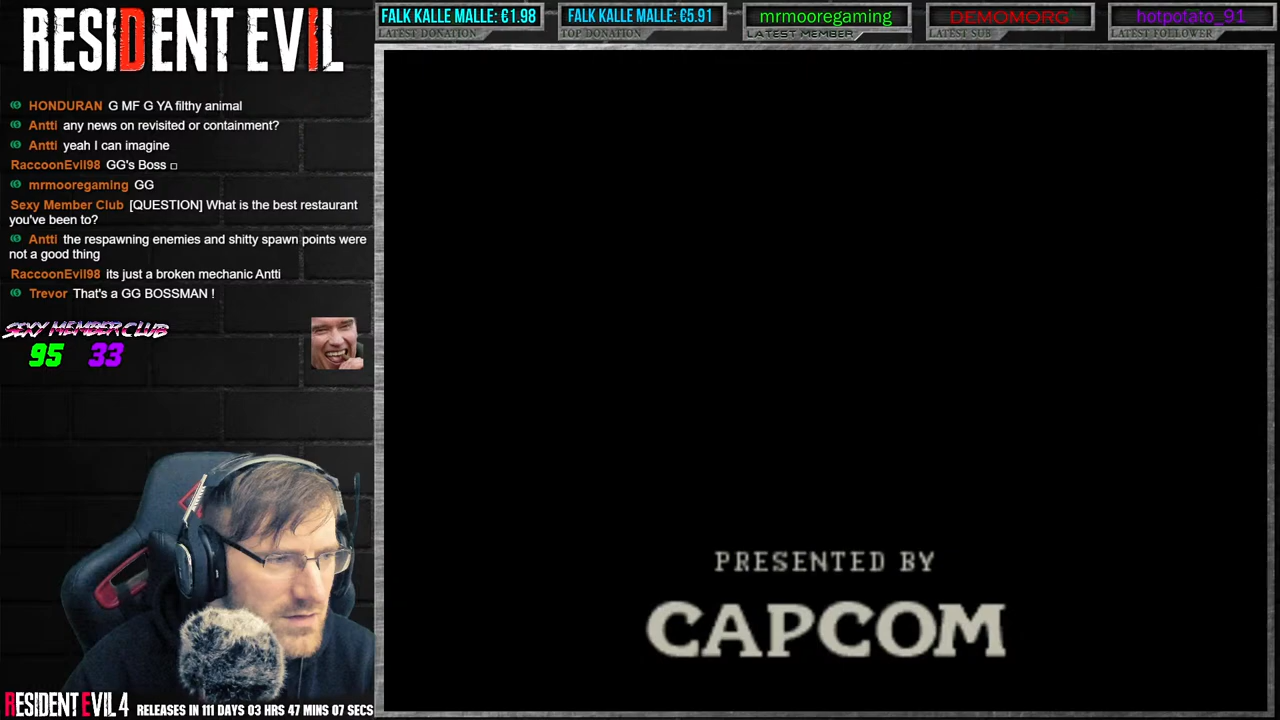 RESIDENT EVIL
FALK KALLE MALLE: €1.98
LATEST DONATION
FALK KALLE MALLE: €5.91
TOP DONATION
mrmooregaming
LATEST MEMBER
DEMOMORG
LATEST SUB
hotpotato_91
LATEST FOLLOWER
HONDURAN G MF G YA filthy animal
Antti any news on revisited or containment?
Antti yeah I can imagine
RaccoonEvil98 GG's Boss □
mrmooregaming GG
Sexy Member Club [QUESTION] What is the best restaurant
you've been to?
Antti the respawning enemies and shitty spawn points were
not a good thing
RaccoonEvil98 its just a broken mechanic Antti
Trevor That's a GG BOSSMAN !
SEXY MEMBER CLUB
95 33
PRESENTED BY
CAPCOM
RESIDENT EVIL 4 RELEASES IN 111 DAYS 03 HRS 47 MINS 07 SECS